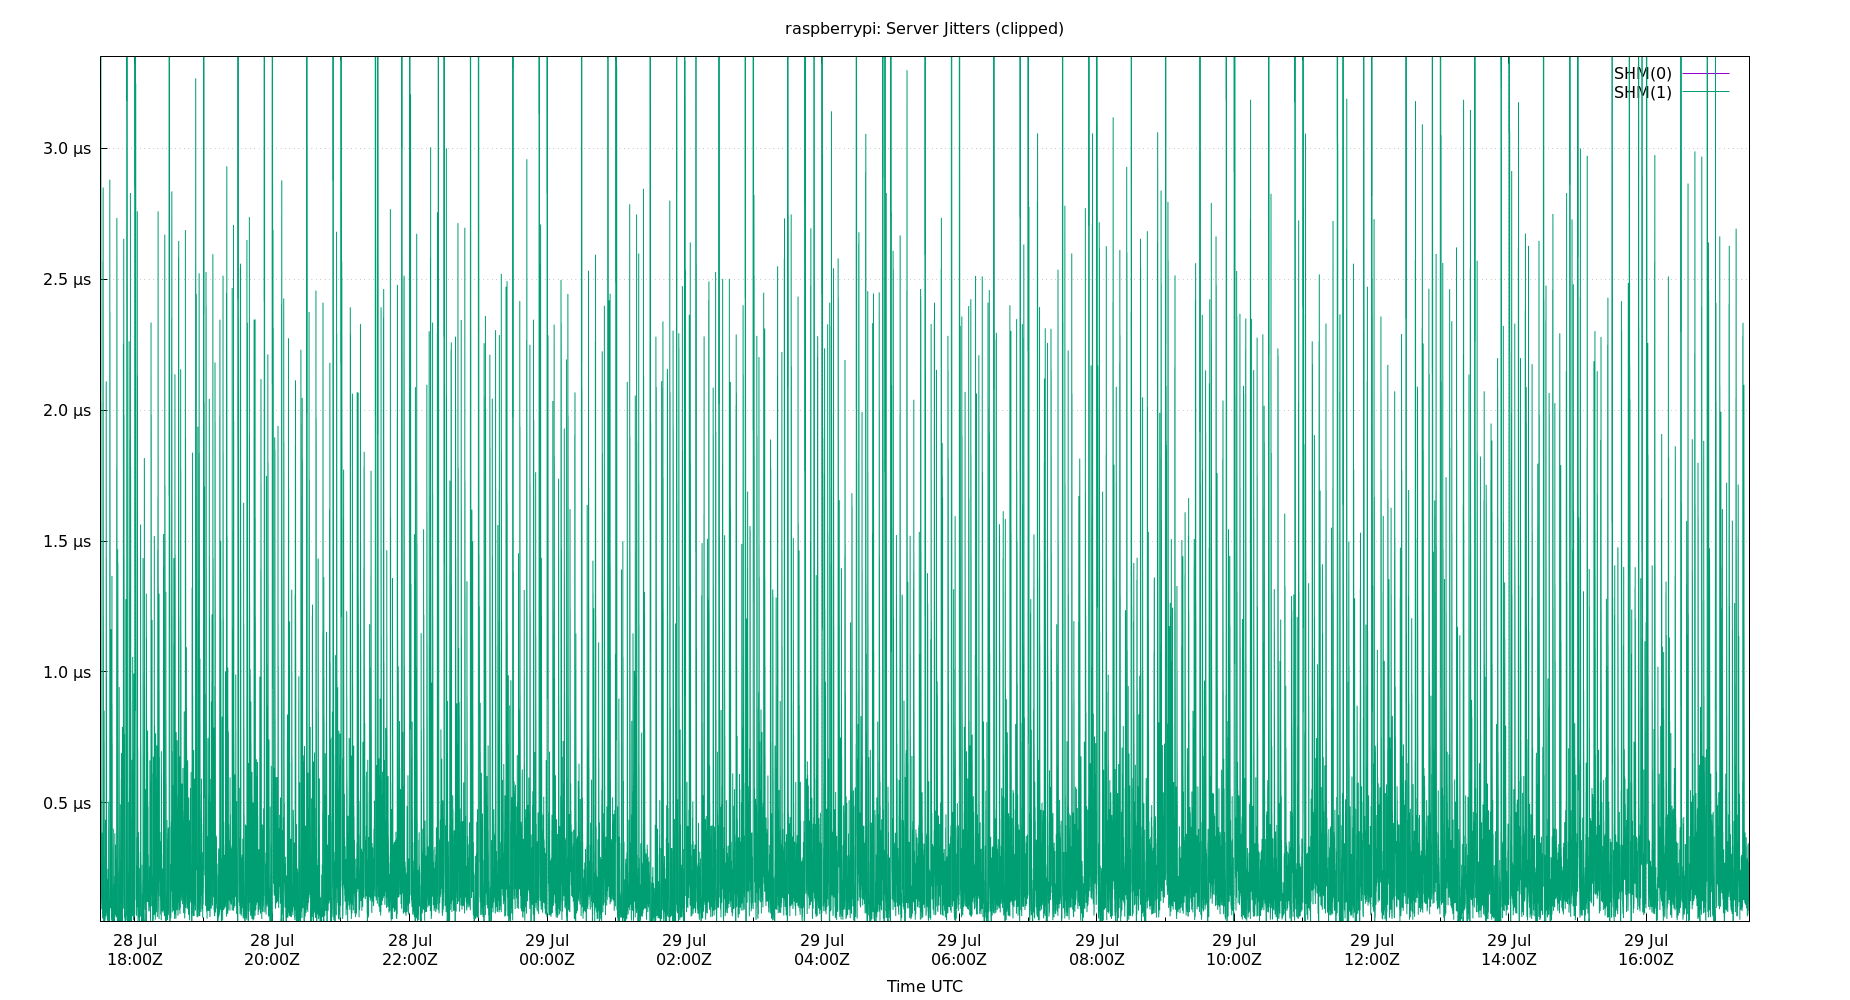 raspberrypi: Server Jitters (clipped)
SHM(0)
SHM(1)
3.0 μs
2.5 μs
2.0 μs
1.5 μs
1.0 μs
0.5 μs
28 Jul 28 Jul 28 Jul 29 Jul 29 Jul 29 Jul 29 Jul 29 Jul 29 Jul 29 Jul 29 Jul 29 Jul
18:00Z 20:00Z 22:00Z 00:00Z 02:00Z 04:00Z 06:00Z 08:00Z 10:00Z 12:00Z 14:00Z 16:00Z
Time UTC